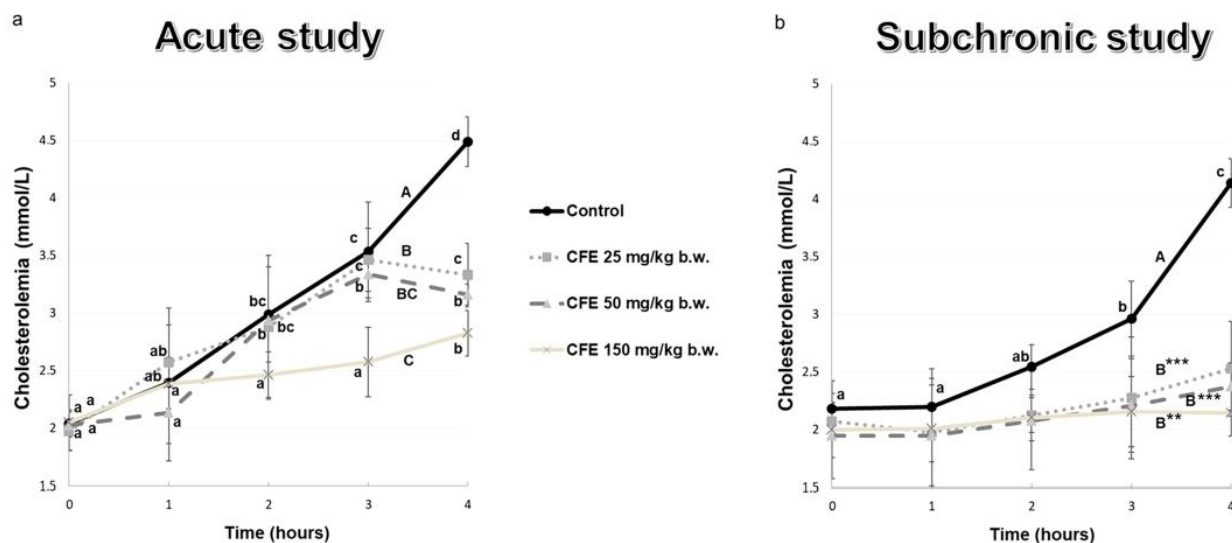 a
Acute study
5
4.5
4
3.5
3
2.5
2
1.5
Cholesterolemia (mmol/L)
0 1 2 3 4
Time (hours)
a
a
a
a
ab
ab
a
a
bc
b
bc
a
c
c
b
a
d
c
b
b
A
B
BC
C
Control
CFE 25 mg/kg b.w.
CFE 50 mg/kg b.w.
CFE 150 mg/kg b.w.
b
Subchronic study
5
4.5
4
3.5
3
2.5
2
1.5
Cholesterolemia (mmol/L)
0 1 2 3 4
Time (hours)
a
a
ab
b
c
A
B***
B***
B**